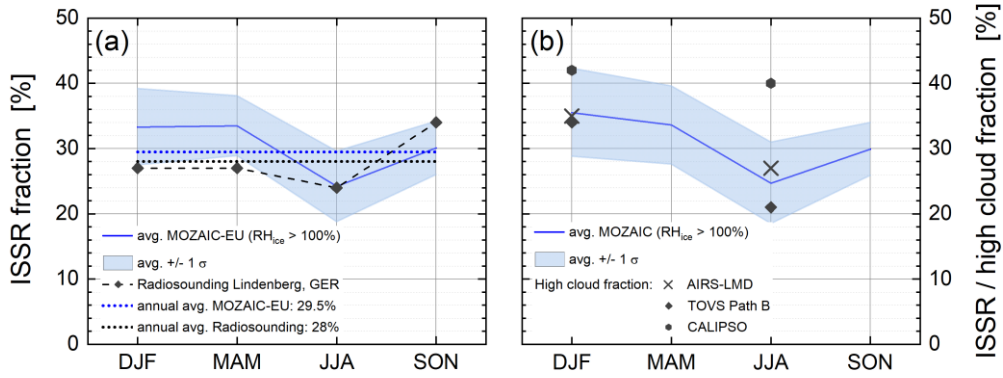 (a)
ISSR fraction [%]
50
40
30
20
10
0
avg. MOZAIC-EU (RHice > 100%)
avg. +/- 1 σ
Radiosounding Lindenberg, GER
annual avg. MOZAIC-EU: 29.5%
annual avg. Radiosounding: 28%
DJF MAM JJA SON
(b)
avg. MOZAIC (RHice > 100%)
avg. +/- 1 σ
High cloud fraction: AIRS-LMD
TOVS Path B
CALIPSO
DJF MAM JJA SON
50
40
30
20
10
0
ISSR / high cloud fraction [%]